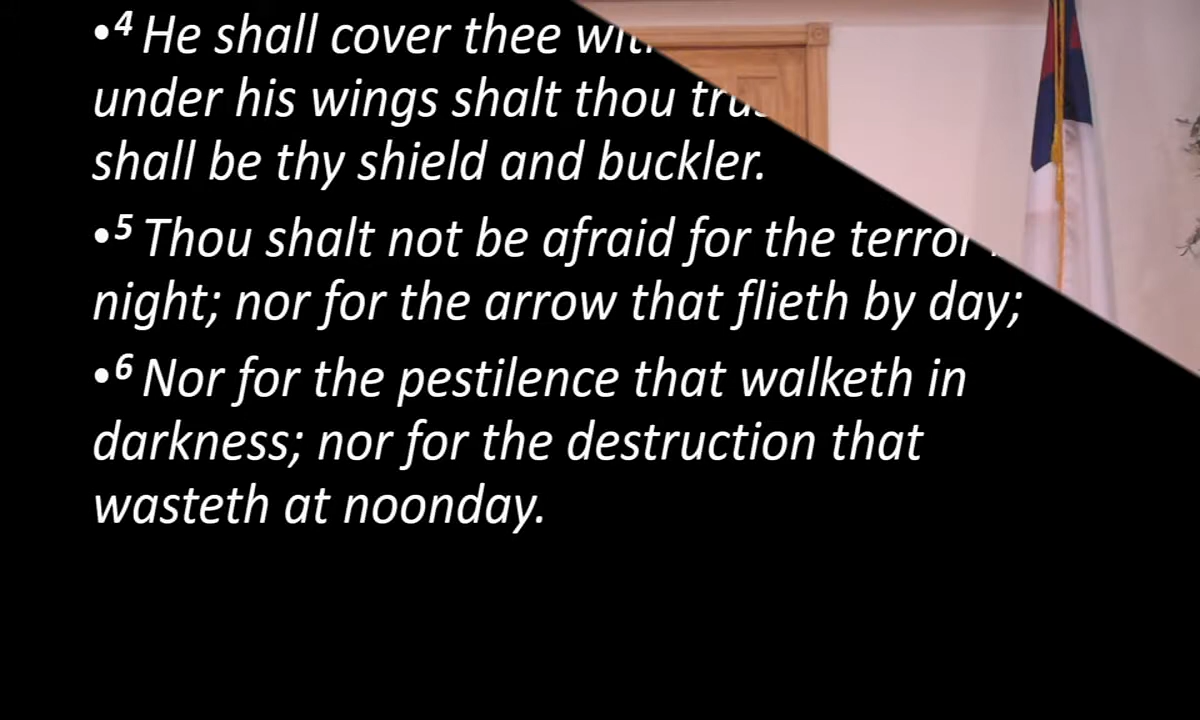 •4 He shall cover thee
under his wings shalt thou
shall be thy shield and buckler.
•5 Thou shalt not be afraid for the terror
night; nor for the arrow that flieth by day;
•6 Nor for the pestilence that walketh in
darkness; nor for the destruction that
wasteth at noonday.